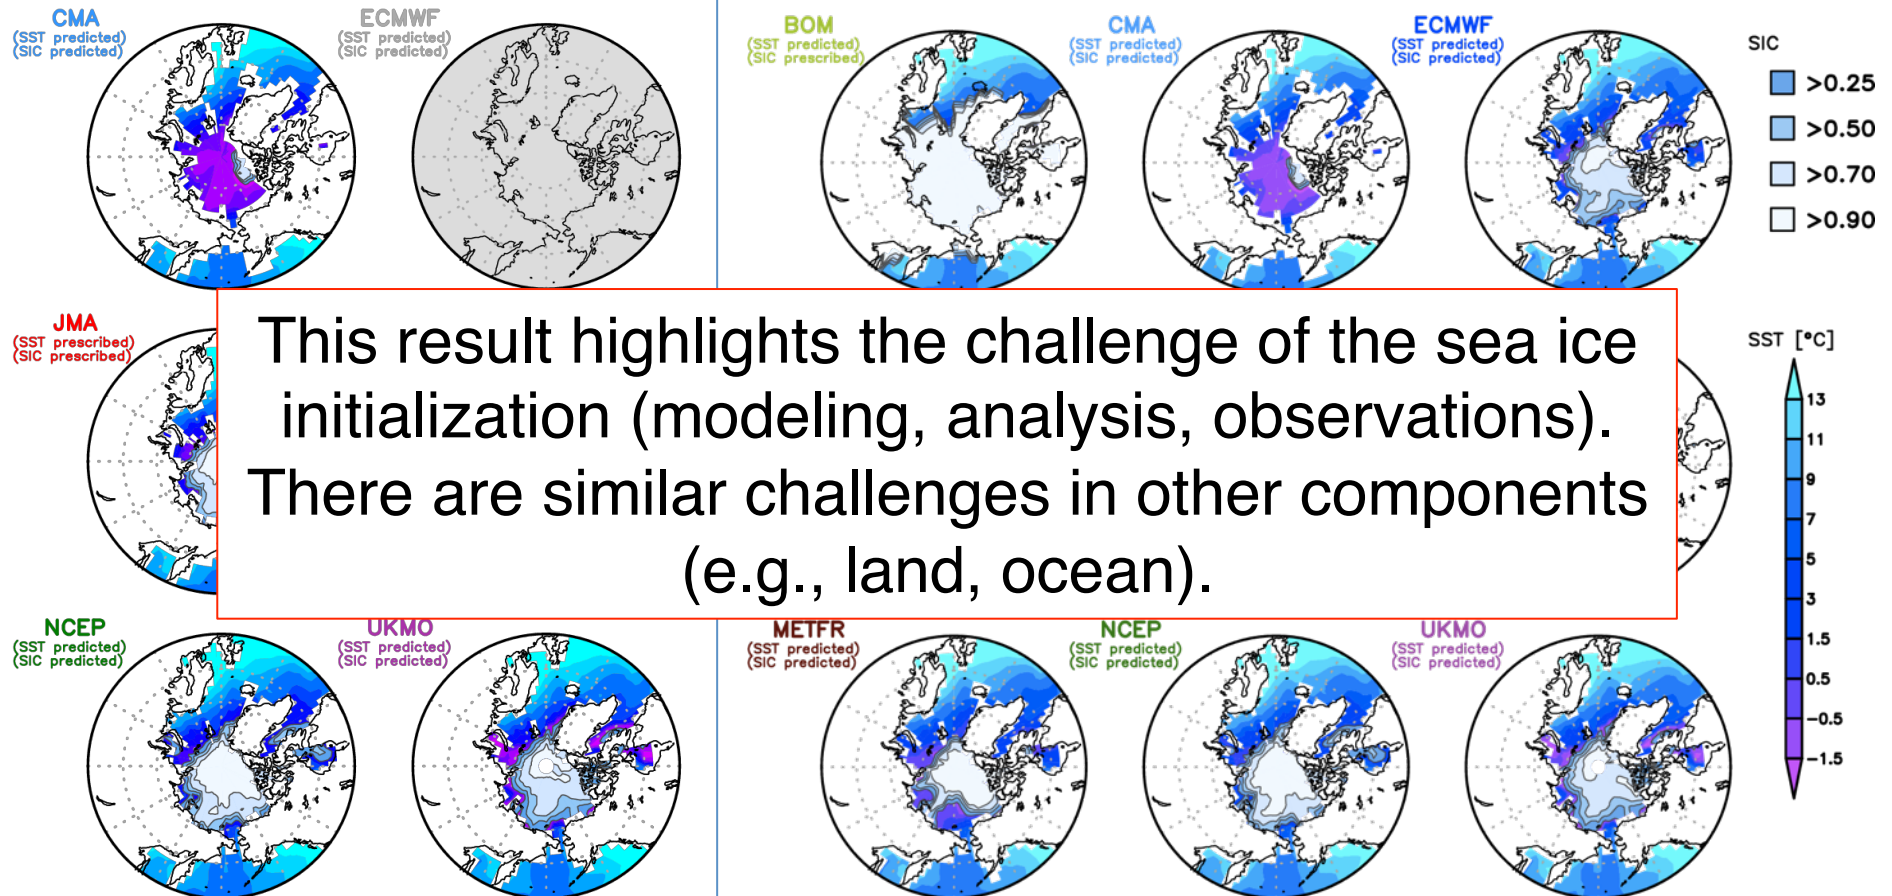 CMA
(SST predicted)
(SIC predicted)
ECMWF
(SST predicted)
(SIC predicted)
BOM
(SST predicted)
(SIC prescribed)
CMA
(SST predicted)
(SIC predicted)
ECMWF
(SST predicted)
(SIC predicted)
SIC
>0.25
>0.50
>0.70
>0.90
JMA
(SST prescribed)
(SIC prescribed)
This result highlights the challenge of the sea ice
initialization (modeling, analysis, observations).
There are similar challenges in other components
(e.g., land, ocean).
SST [°C]
13
11
9
7
5
3
1.5
0.5
-0.5
-1.5
NCEP
(SST predicted)
(SIC predicted)
UKMO
(SST predicted)
(SIC predicted)
METFR
(SST predicted)
(SIC predicted)
NCEP
(SST predicted)
(SIC predicted)
UKMO
(SST predicted)
(SIC predicted)